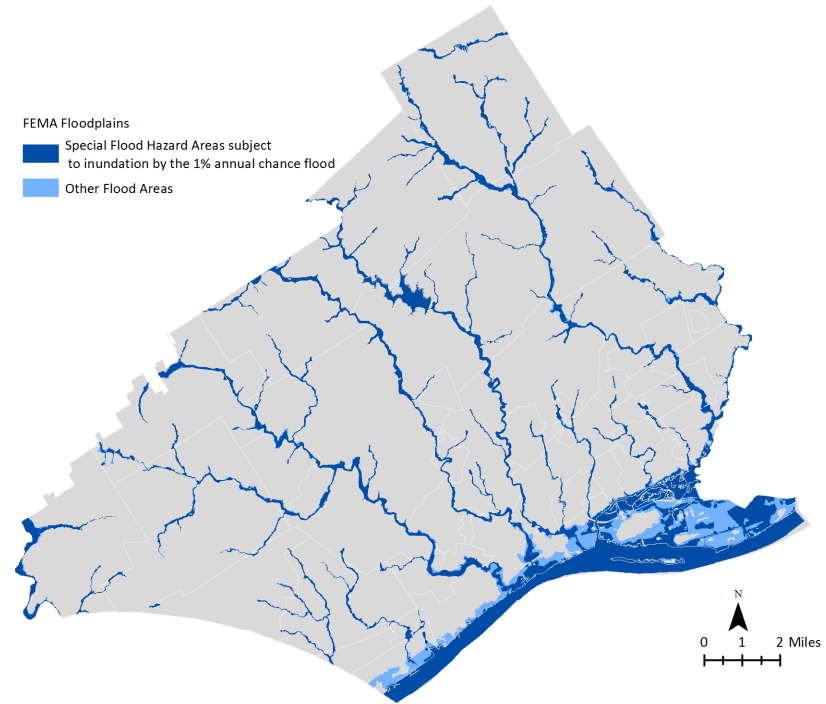 FEMA Floodplains
Special Flood Hazard Areas subject
to inundation by the 1% annual chance flood
Other Flood Areas
N
0 1 2 Miles